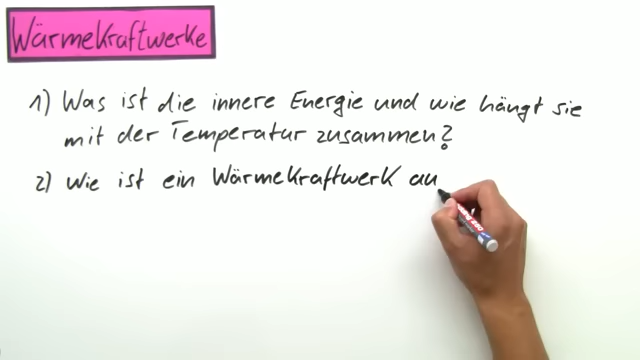 Wärmekraftwerke
1) Was ist die innere Energie und wie hängt sie
mit der Temperatur zusammen?
2) Wie ist ein Wärmekraftwerk au